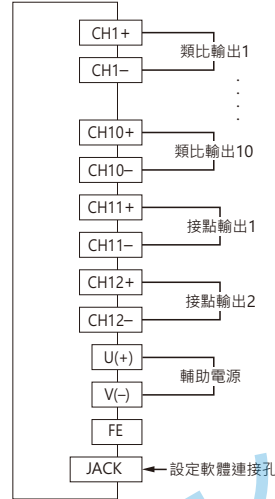 CH1+
類比輸出1
CH1–
CH10+
類比輸出10
CH10–
CH11+
接點輸出1
CH11–
CH12+
接點輸出2
CH12–
U(+)
輔助電源
V(–)
FE
JACK
設定軟體連接孔